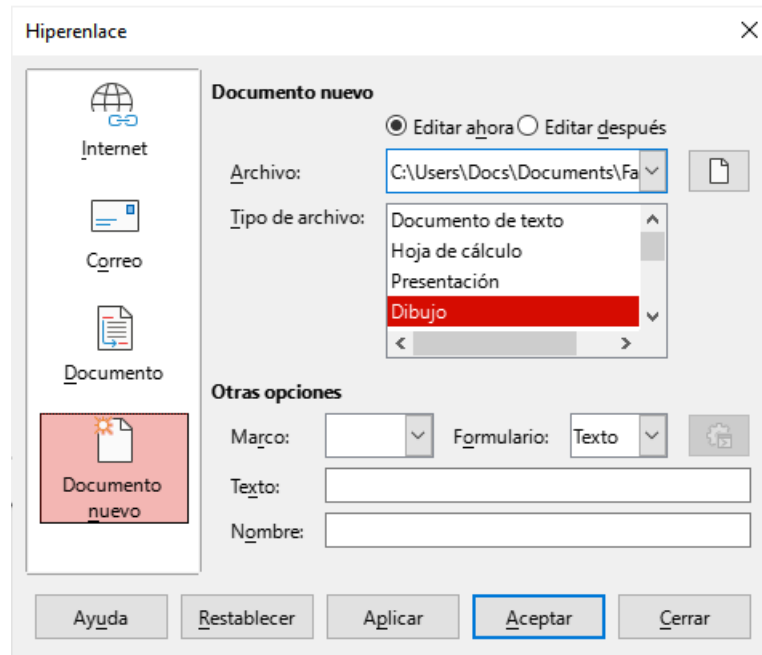 Hiperenlace
Internet
Correo
Documento
Documento
nuevo
Documento nuevo
Editar ahora Editar después
Archivo: C:\Users\Docs\Documents\Fa
Tipo de archivo: Documento de texto
Hoja de cálculo
Presentación
Dibujo
Otras opciones
Marco: Formulario: Texto
Texto:
Nombre:
Ayuda Restablecer Aplicar Aceptar Cerrar